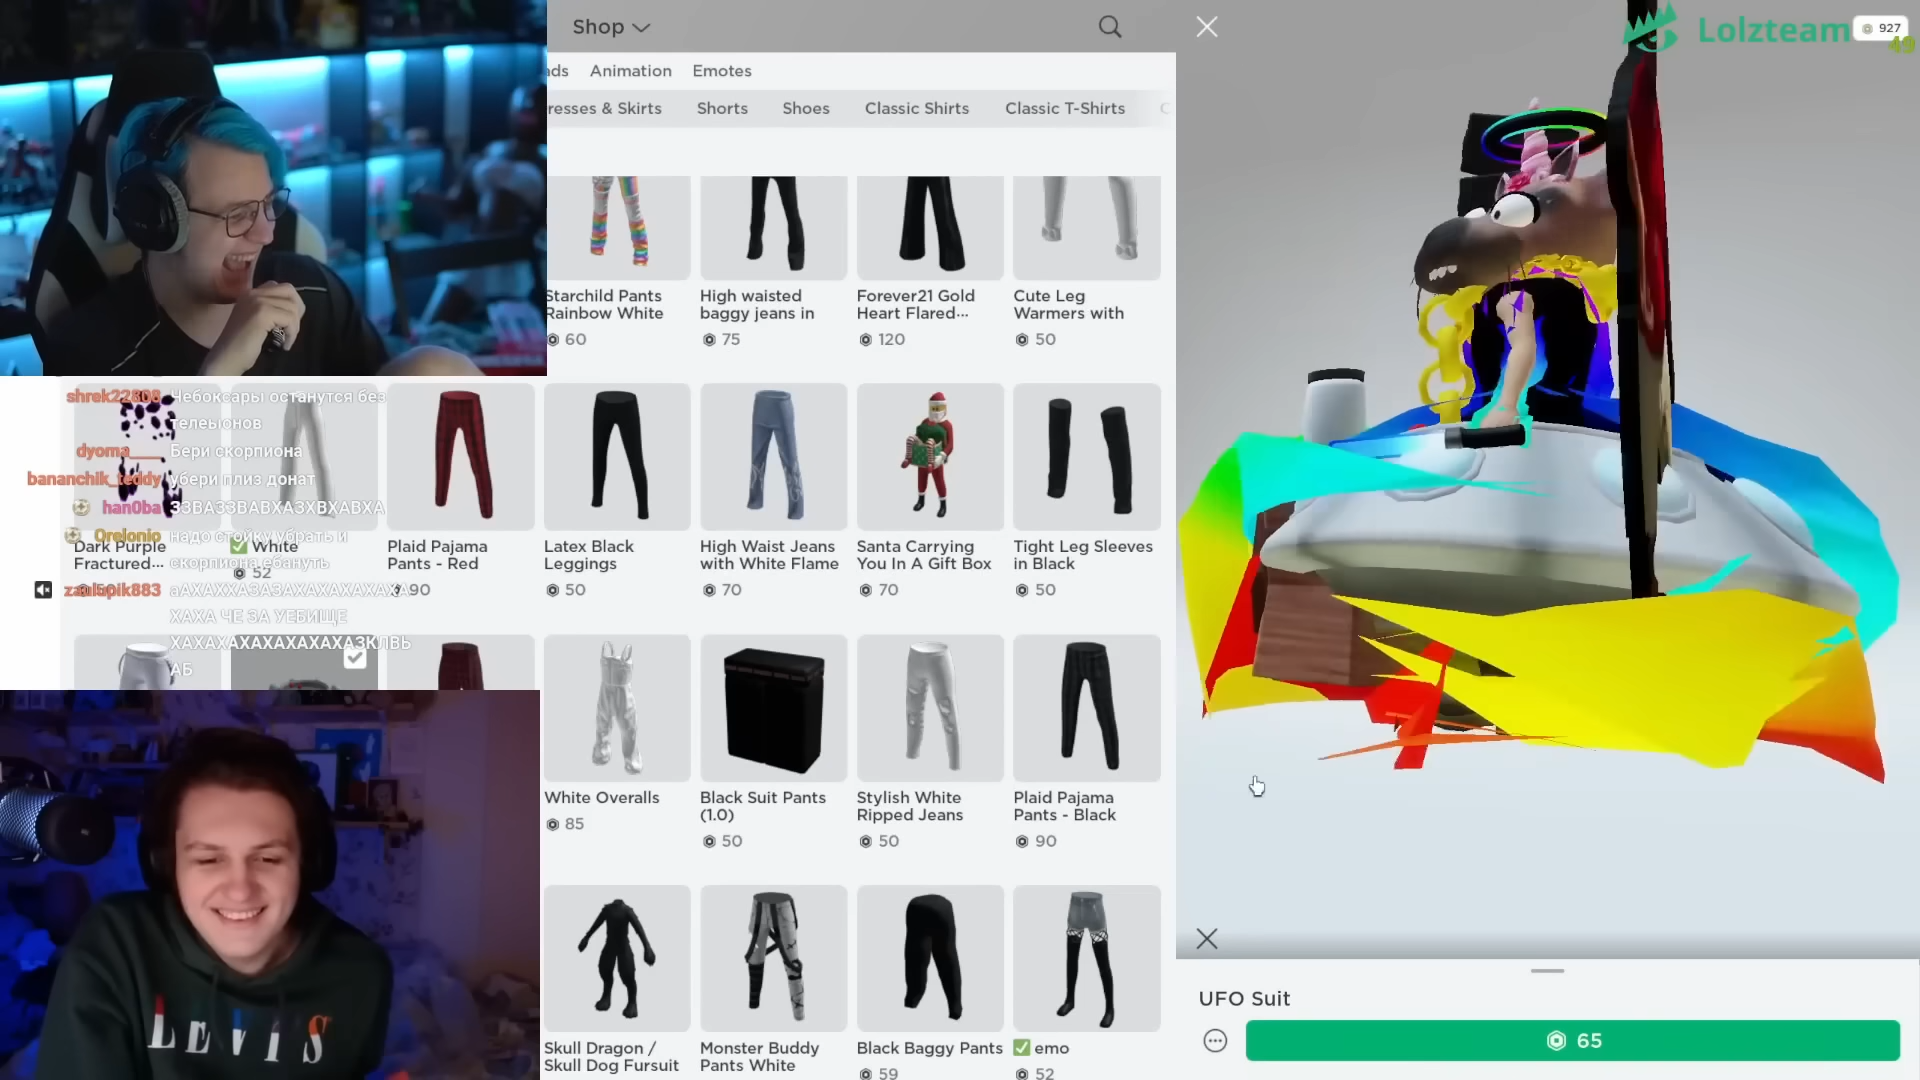 Shop
Lolzteam
927
49
ads Animation Emotes
resses & Skirts Shorts Shoes Classic Shirts Classic T-Shirts
Starchild Pants
Rainbow White
60
High waisted
baggy jeans in
75
Forever21 Gold
Heart Flared...
120
Cute Leg
Warmers with
50
shrek22808 Чебоксары останутся без
телеыонов
dyoma____ Бери скорпиона
bananchik_teddy убери плиз донат
han0ba ЗЗВАЗЗВАВХАЗХВХАВХА
Orelonio надо стойку убрать и
скорпиона ебануть
zaulopik883 аАХАХХАЗАЗАХАХАХАХАХА
ХАХА ЧЕ ЗА УЕБИЩЕ
ХАХАХАХАХАХАХАХАЗКЛВЬ
АБ
Dark Purple
Fractured...
White
52
Plaid Pajama
Pants - Red
90
Latex Black
Leggings
50
High Waist Jeans
with White Flame
70
Santa Carrying
You In A Gift Box
70
Tight Leg Sleeves
in Black
50
White Overalls
85
Black Suit Pants
(1.0)
50
Stylish White
Ripped Jeans
50
Plaid Pajama
Pants - Black
90
Skull Dragon /
Skull Dog Fursuit
Monster Buddy
Pants White
Black Baggy Pants
59
emo
52
LEVIS
UFO Suit
65